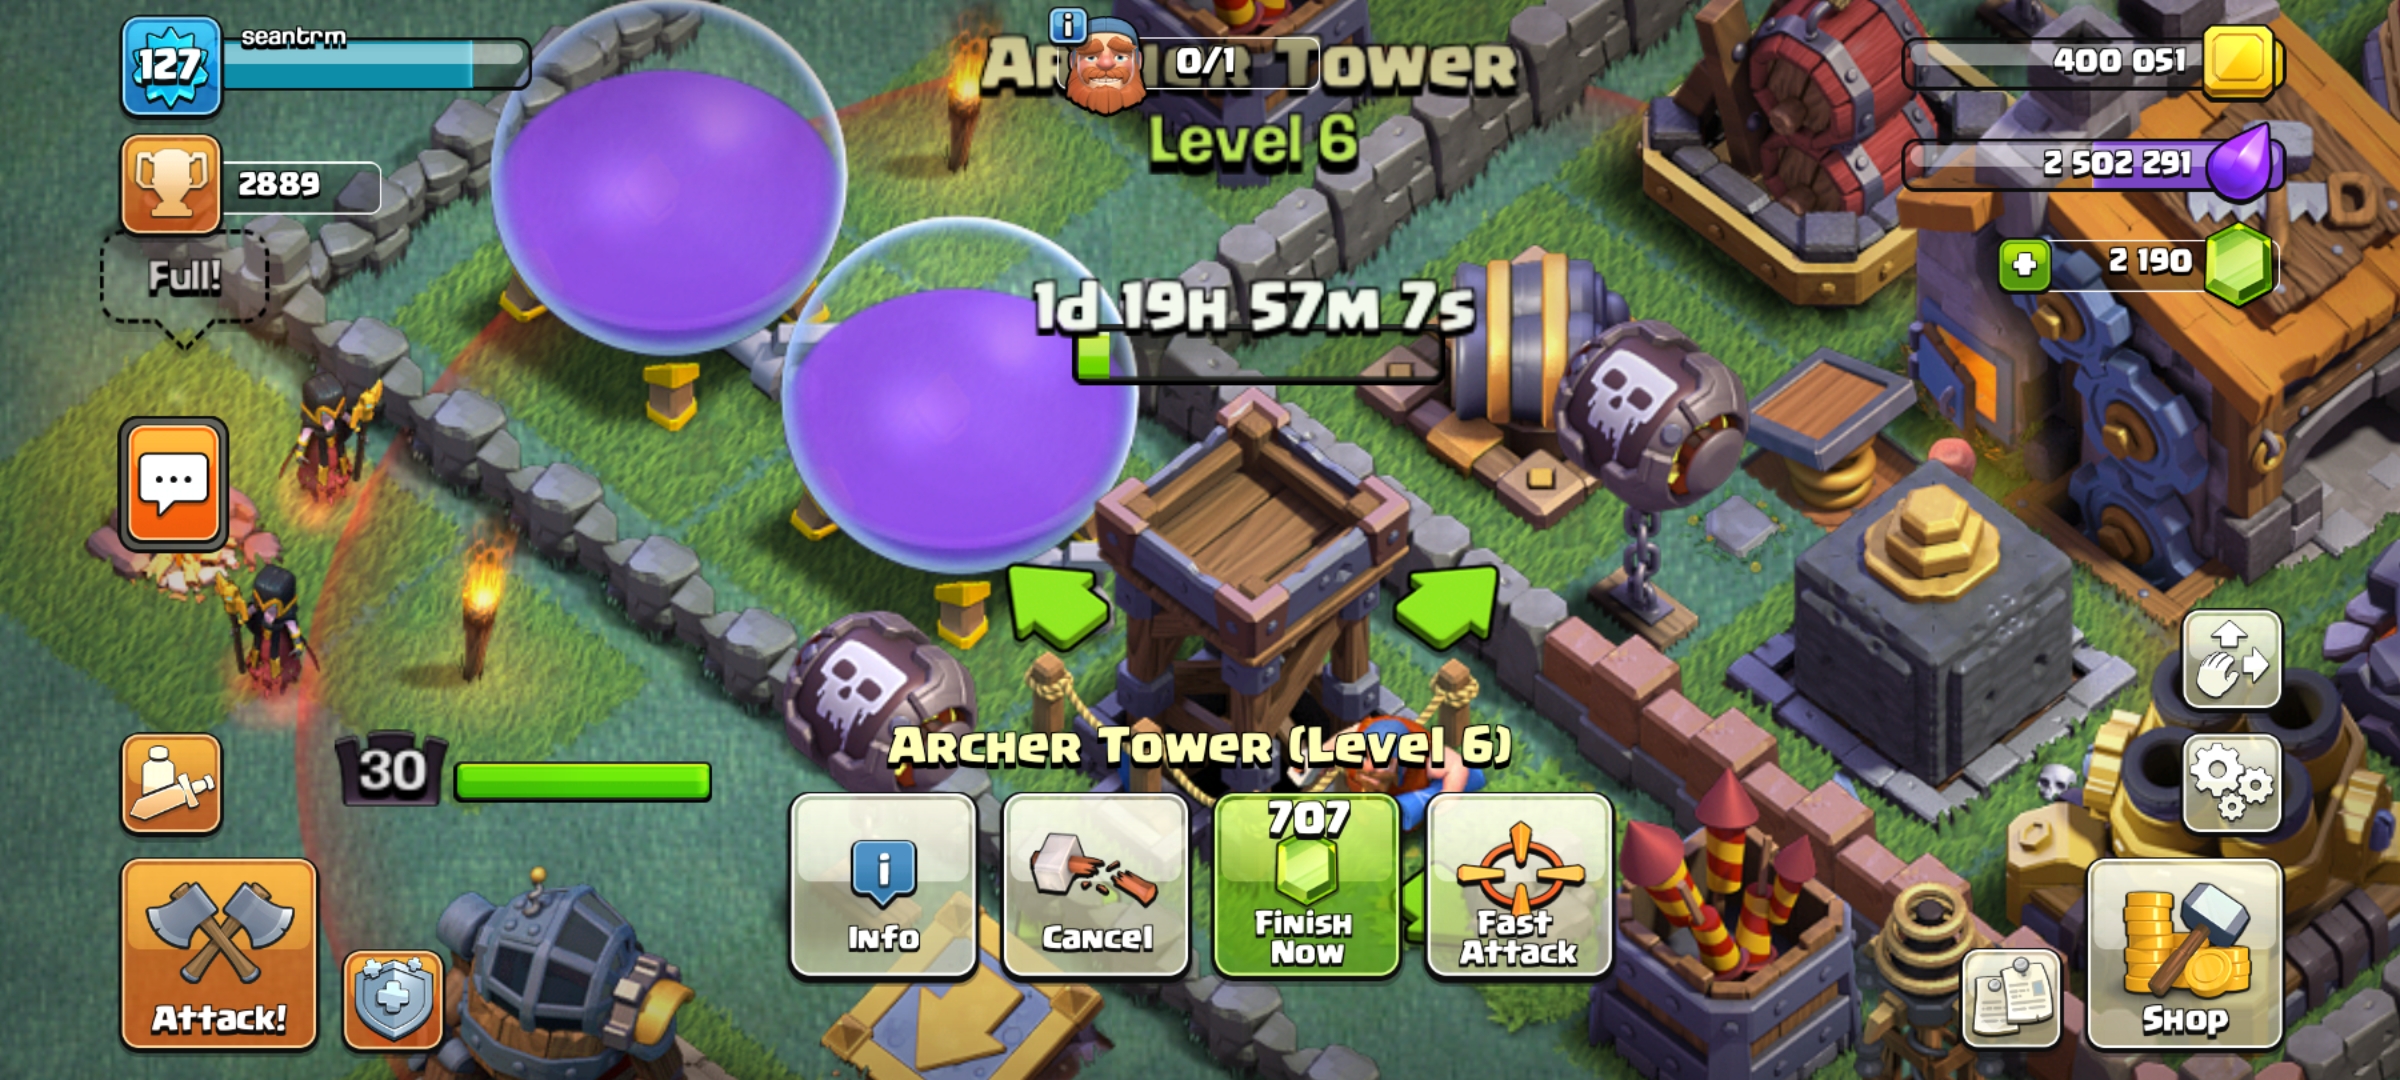 127
seantrm
Archer Tower
0/1
400 051
Level 6
2889
2 502 291
Full!
2 190
1d 19H 57M 7s
30
Archer Tower (Level 6)
Info
Cancel
707
Finish
Now
Fast
Attack
Attack!
Shop